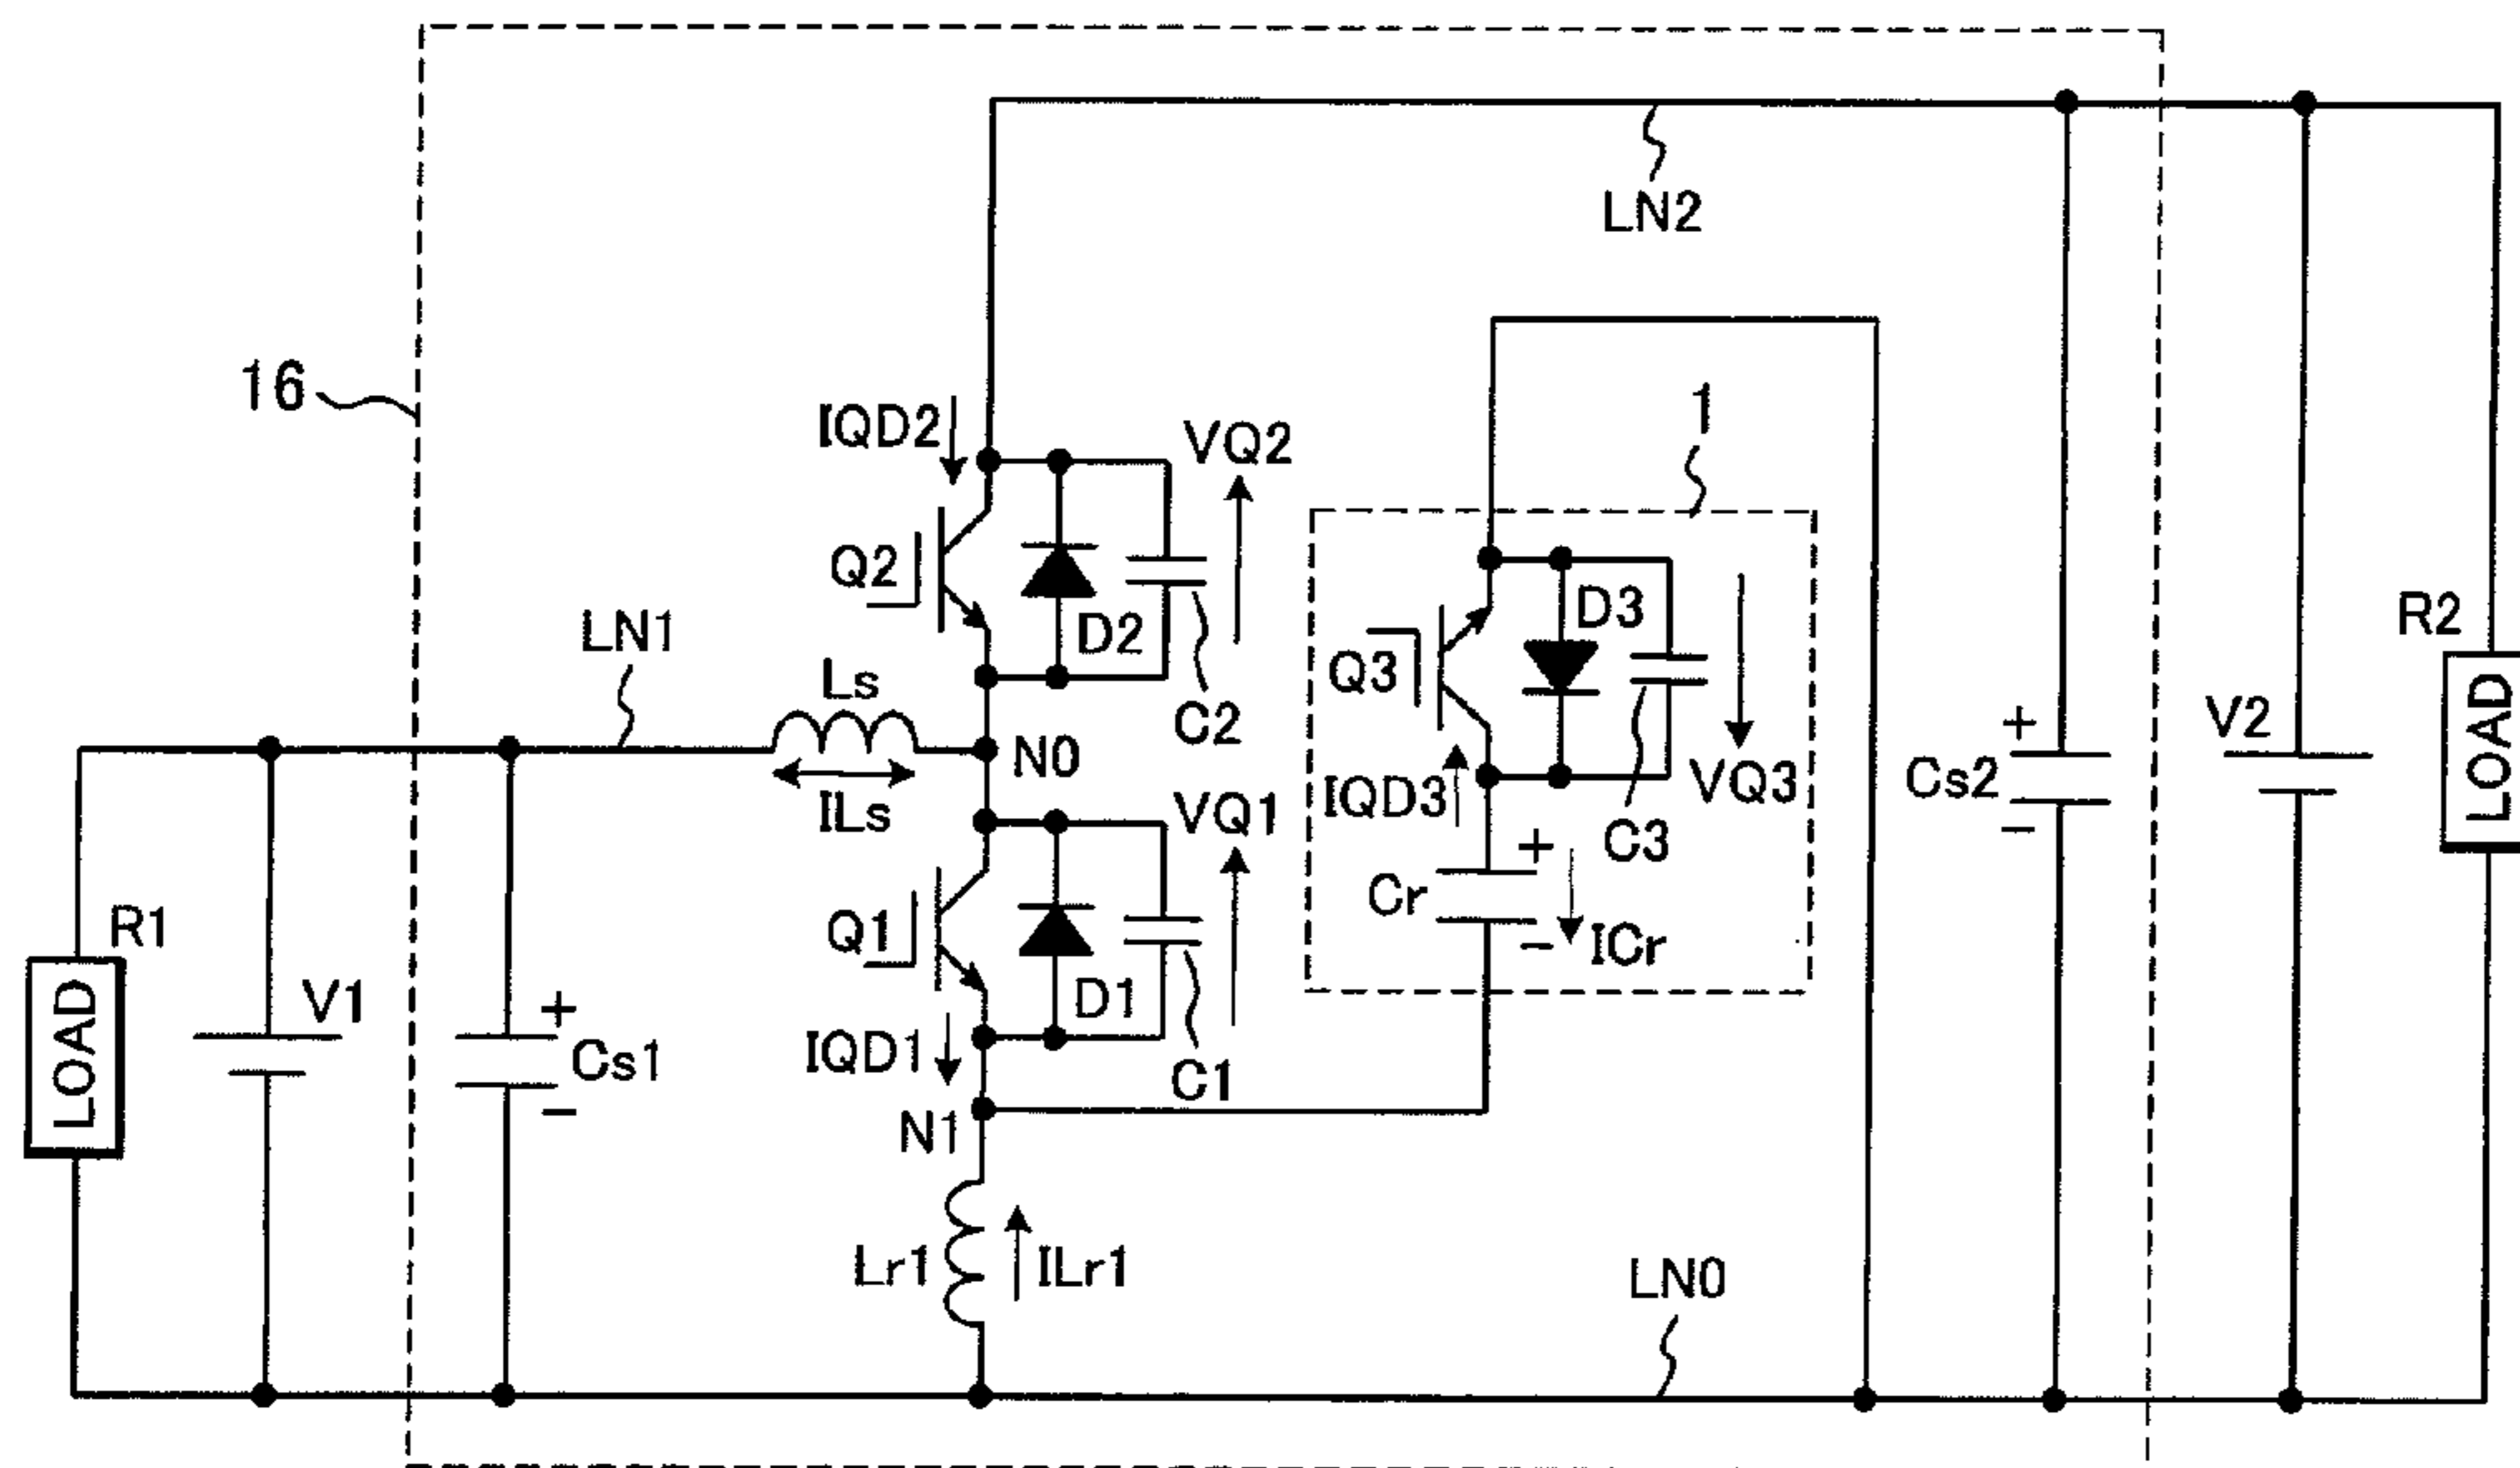 LN2
16
1
IQD2
VQ2
Q2
D2
C2
LN1
Ls
N0
ILs
D3
Q3
IQD3
VQ3
C3
+
Cr
-
ICr
R2
LOAD
V2
+
Cs2
-
VQ1
Q1
D1
C1
IQD1
N1
R1
LOAD
V1
+
Cs1
-
Lr1
ILr1
LN0